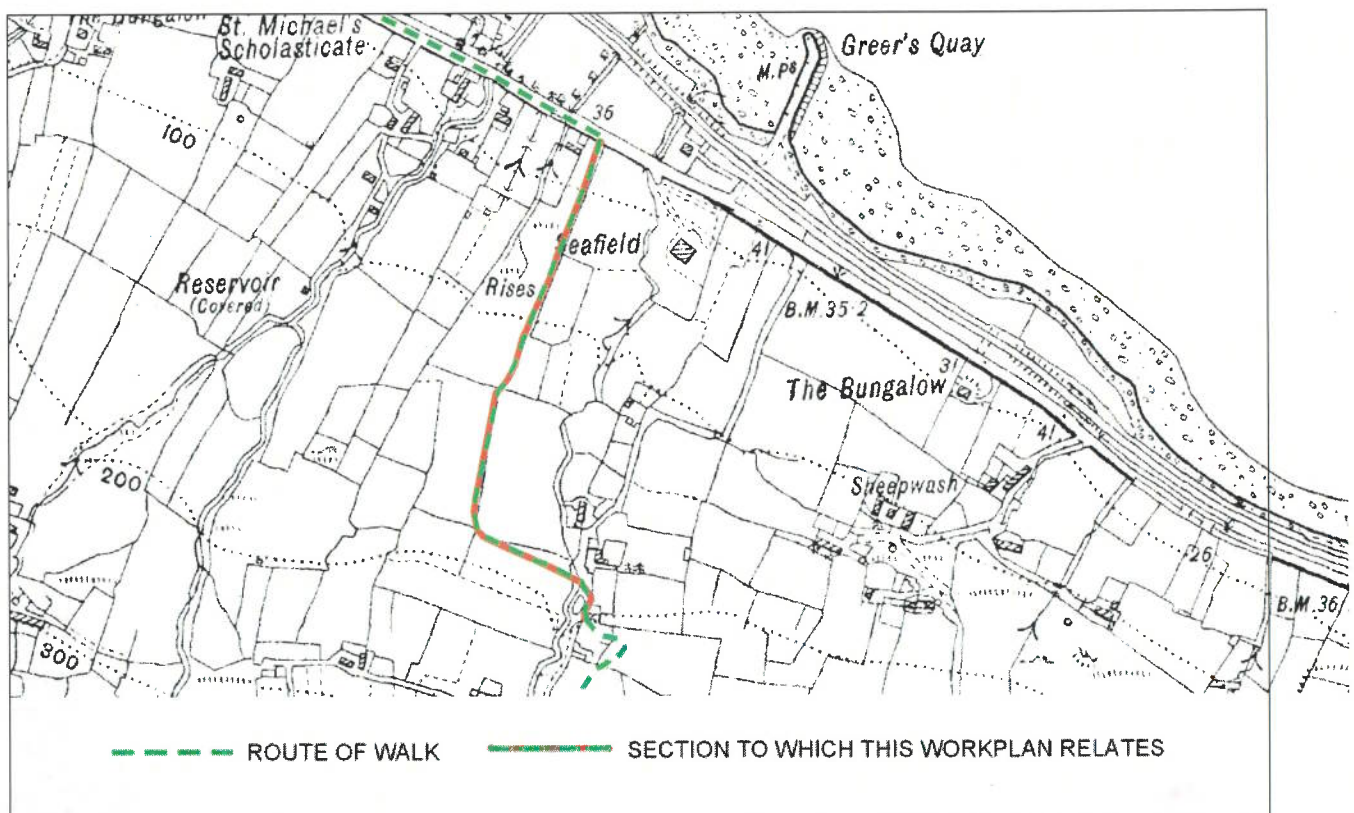 St. Michael's
Scholasticate
Greer's Quay
M.PS
36
100
Seafield
41
Reservoir
(Covered)
Rises
B.M.35·2
31
The Bungalow
41
200
Sheepwash
26
B.M.36
300
ROUTE OF WALK
SECTION TO WHICH THIS WORKPLAN RELATES